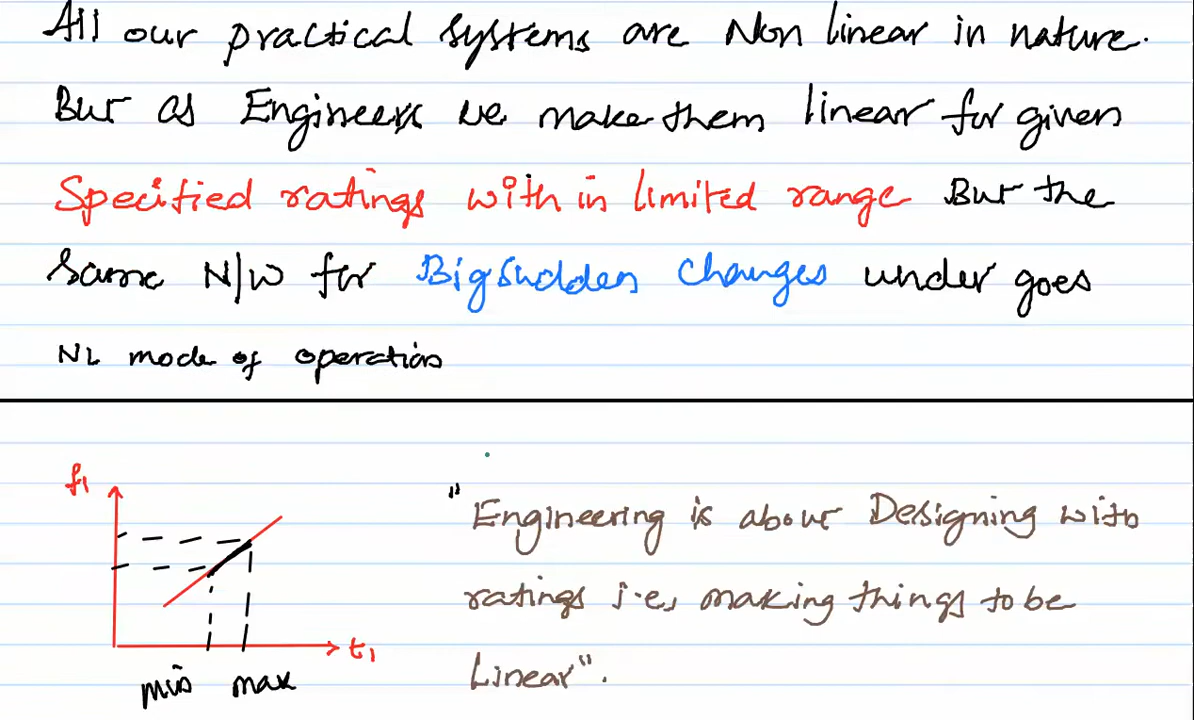 All our practical systems are Non linear in nature.
But as Engineers we make them linear for given
Specified ratings with in limited range But the
same N/W for Big sudden changes under goes
NL mode of operation
f1
t1
min max
"Engineering is about Designing with
ratings i.e, making things to be
Linear".